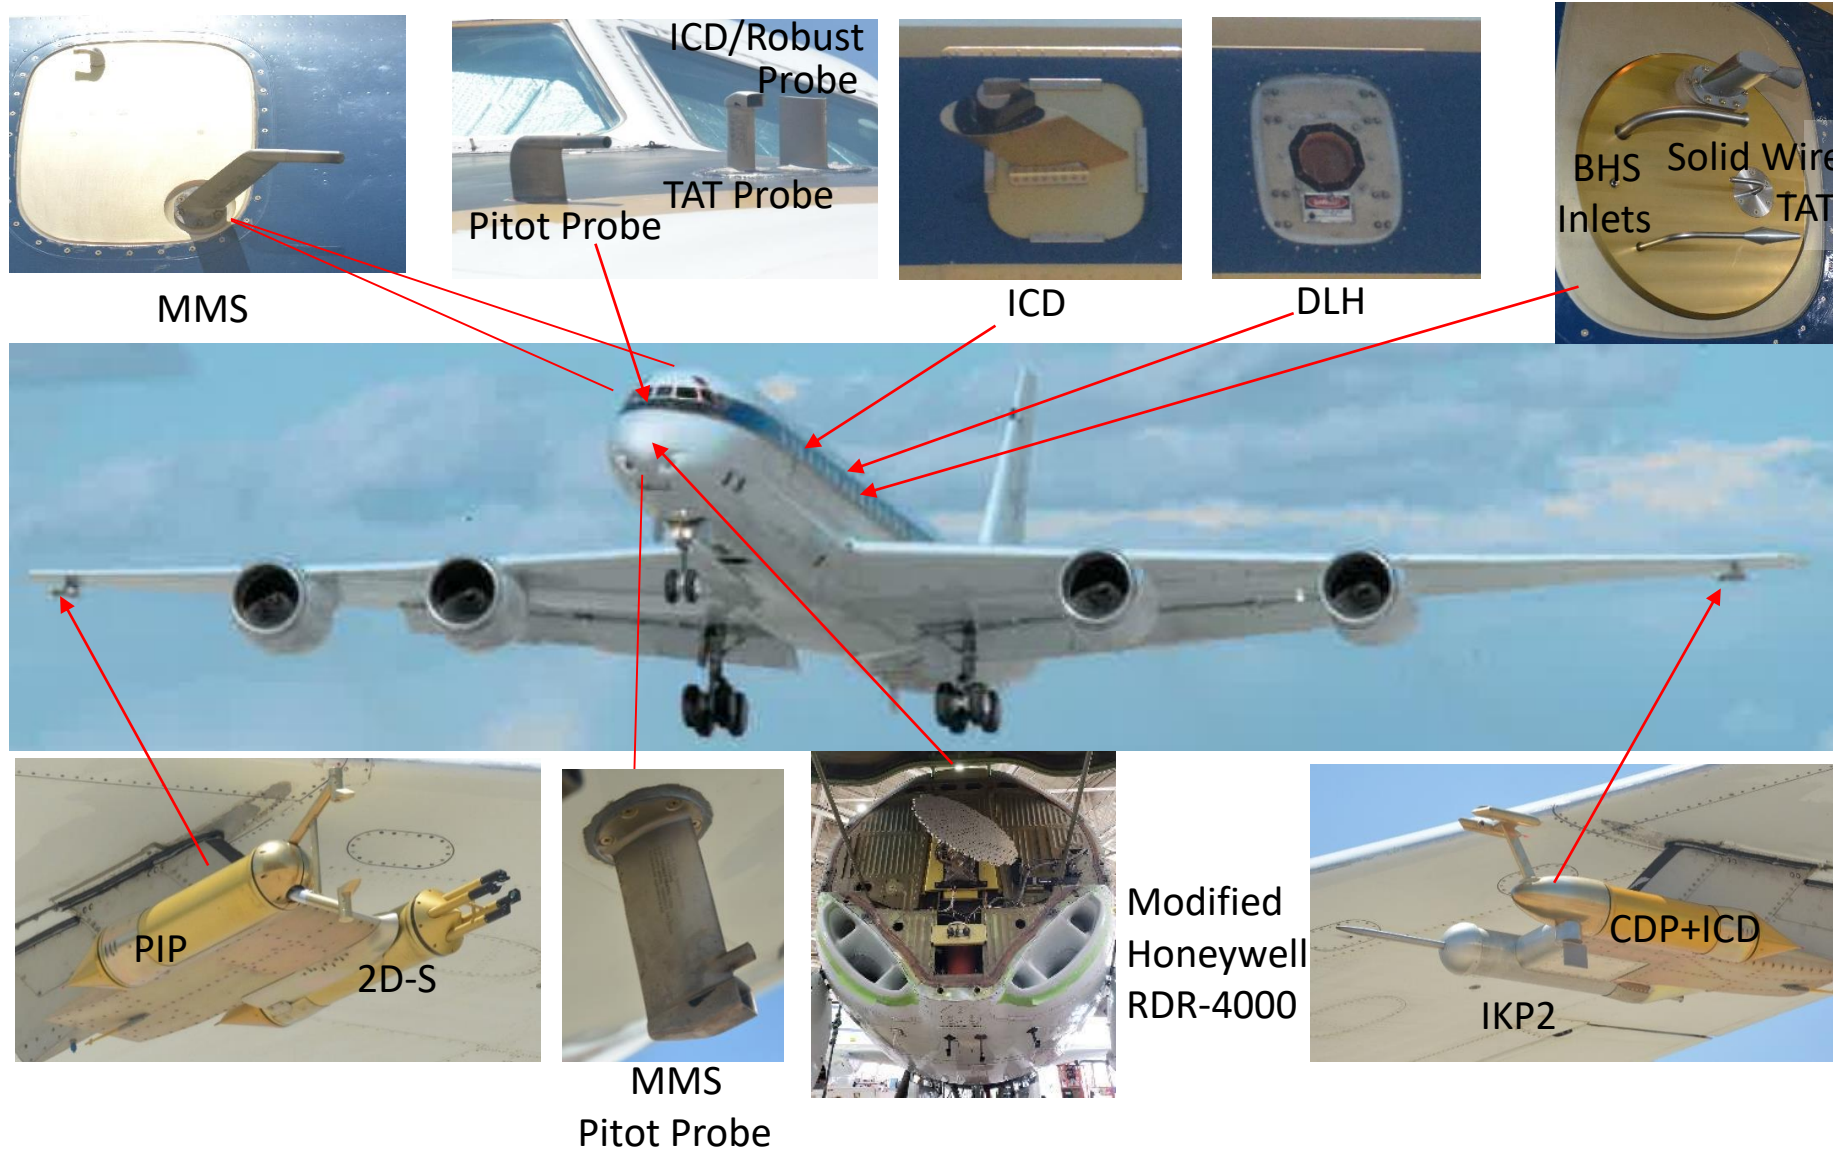 ICD/Robust
Probe
TAT Probe
Pitot Probe
BHS
Inlets
Solid Wire
TAT
MMS
ICD
DLH
PIP
2D-S
MMS
Pitot Probe
Modified
Honeywell
RDR-4000
CDP+ICD
IKP2